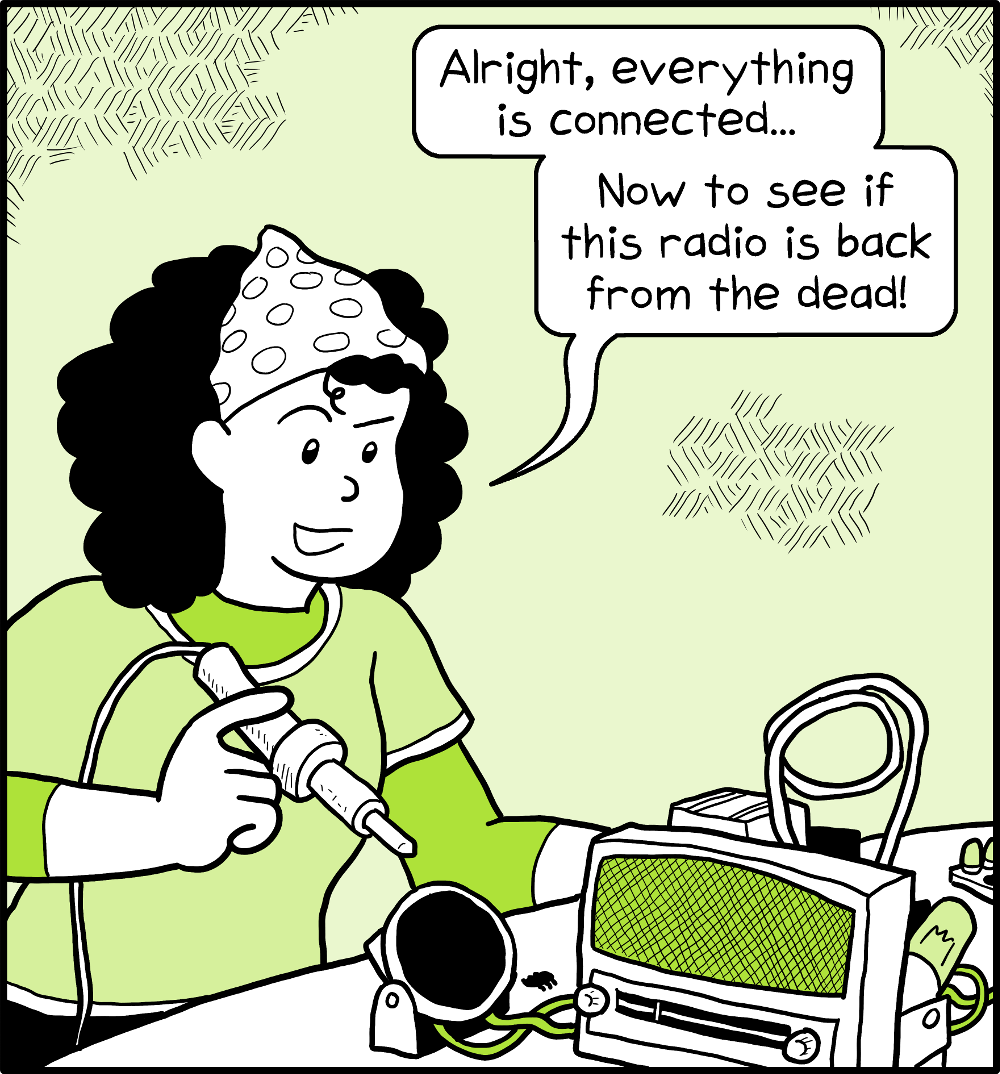 Alright, everything
is connected...
Now to see if
this radio is back
from the dead!